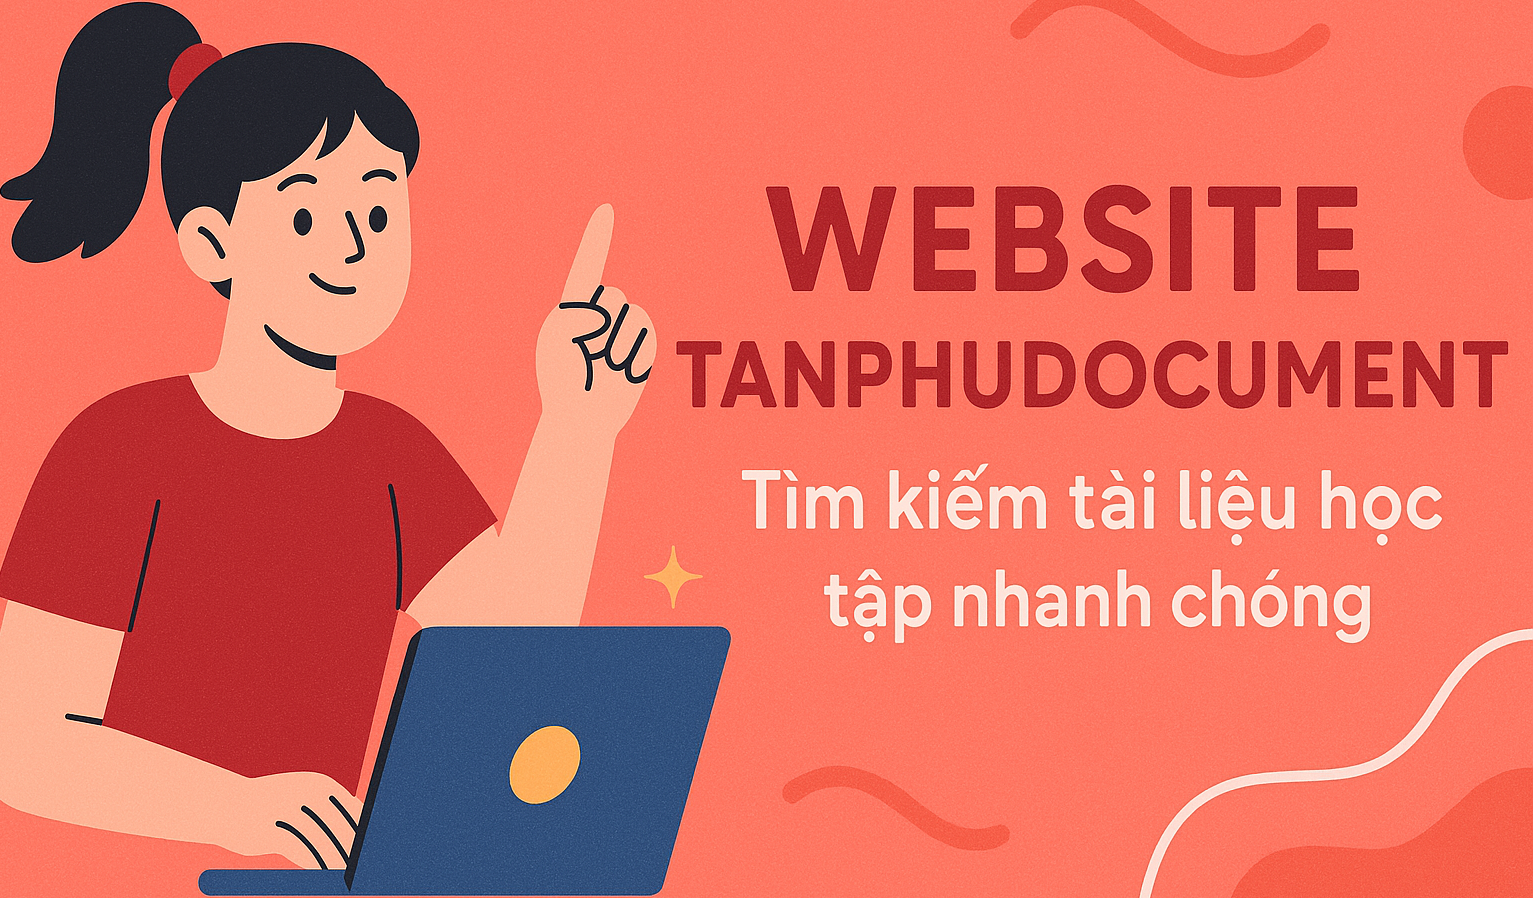 WEBSITE
TANPHUDOCUMENT
Tìm kiếm tài liệu học
tập nhanh chóng